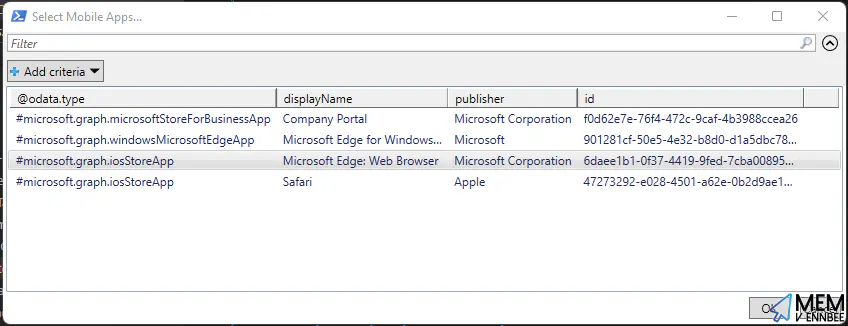 Select Mobile Apps...
Filter
Add criteria
@odata.type displayName publisher id
#microsoft.graph.microsoftStoreForBusinessApp Company Portal Microsoft Corporation f0d62e7e-76f4-472c-9caf-4b3988ccea26
#microsoft.graph.windowsMicrosoftEdgeApp Microsoft Edge for Windows... Microsoft 901281cf-50e5-4e32-b8d0-d1a5dbc78...
#microsoft.graph.iosStoreApp Microsoft Edge: Web Browser Microsoft Corporation 6daee1b1-0f37-4419-9fed-7cba00895...
#microsoft.graph.iosStoreApp Safari Apple 47273292-e028-4501-a62e-0b2d9ae1...
MEM
V ENNBEE